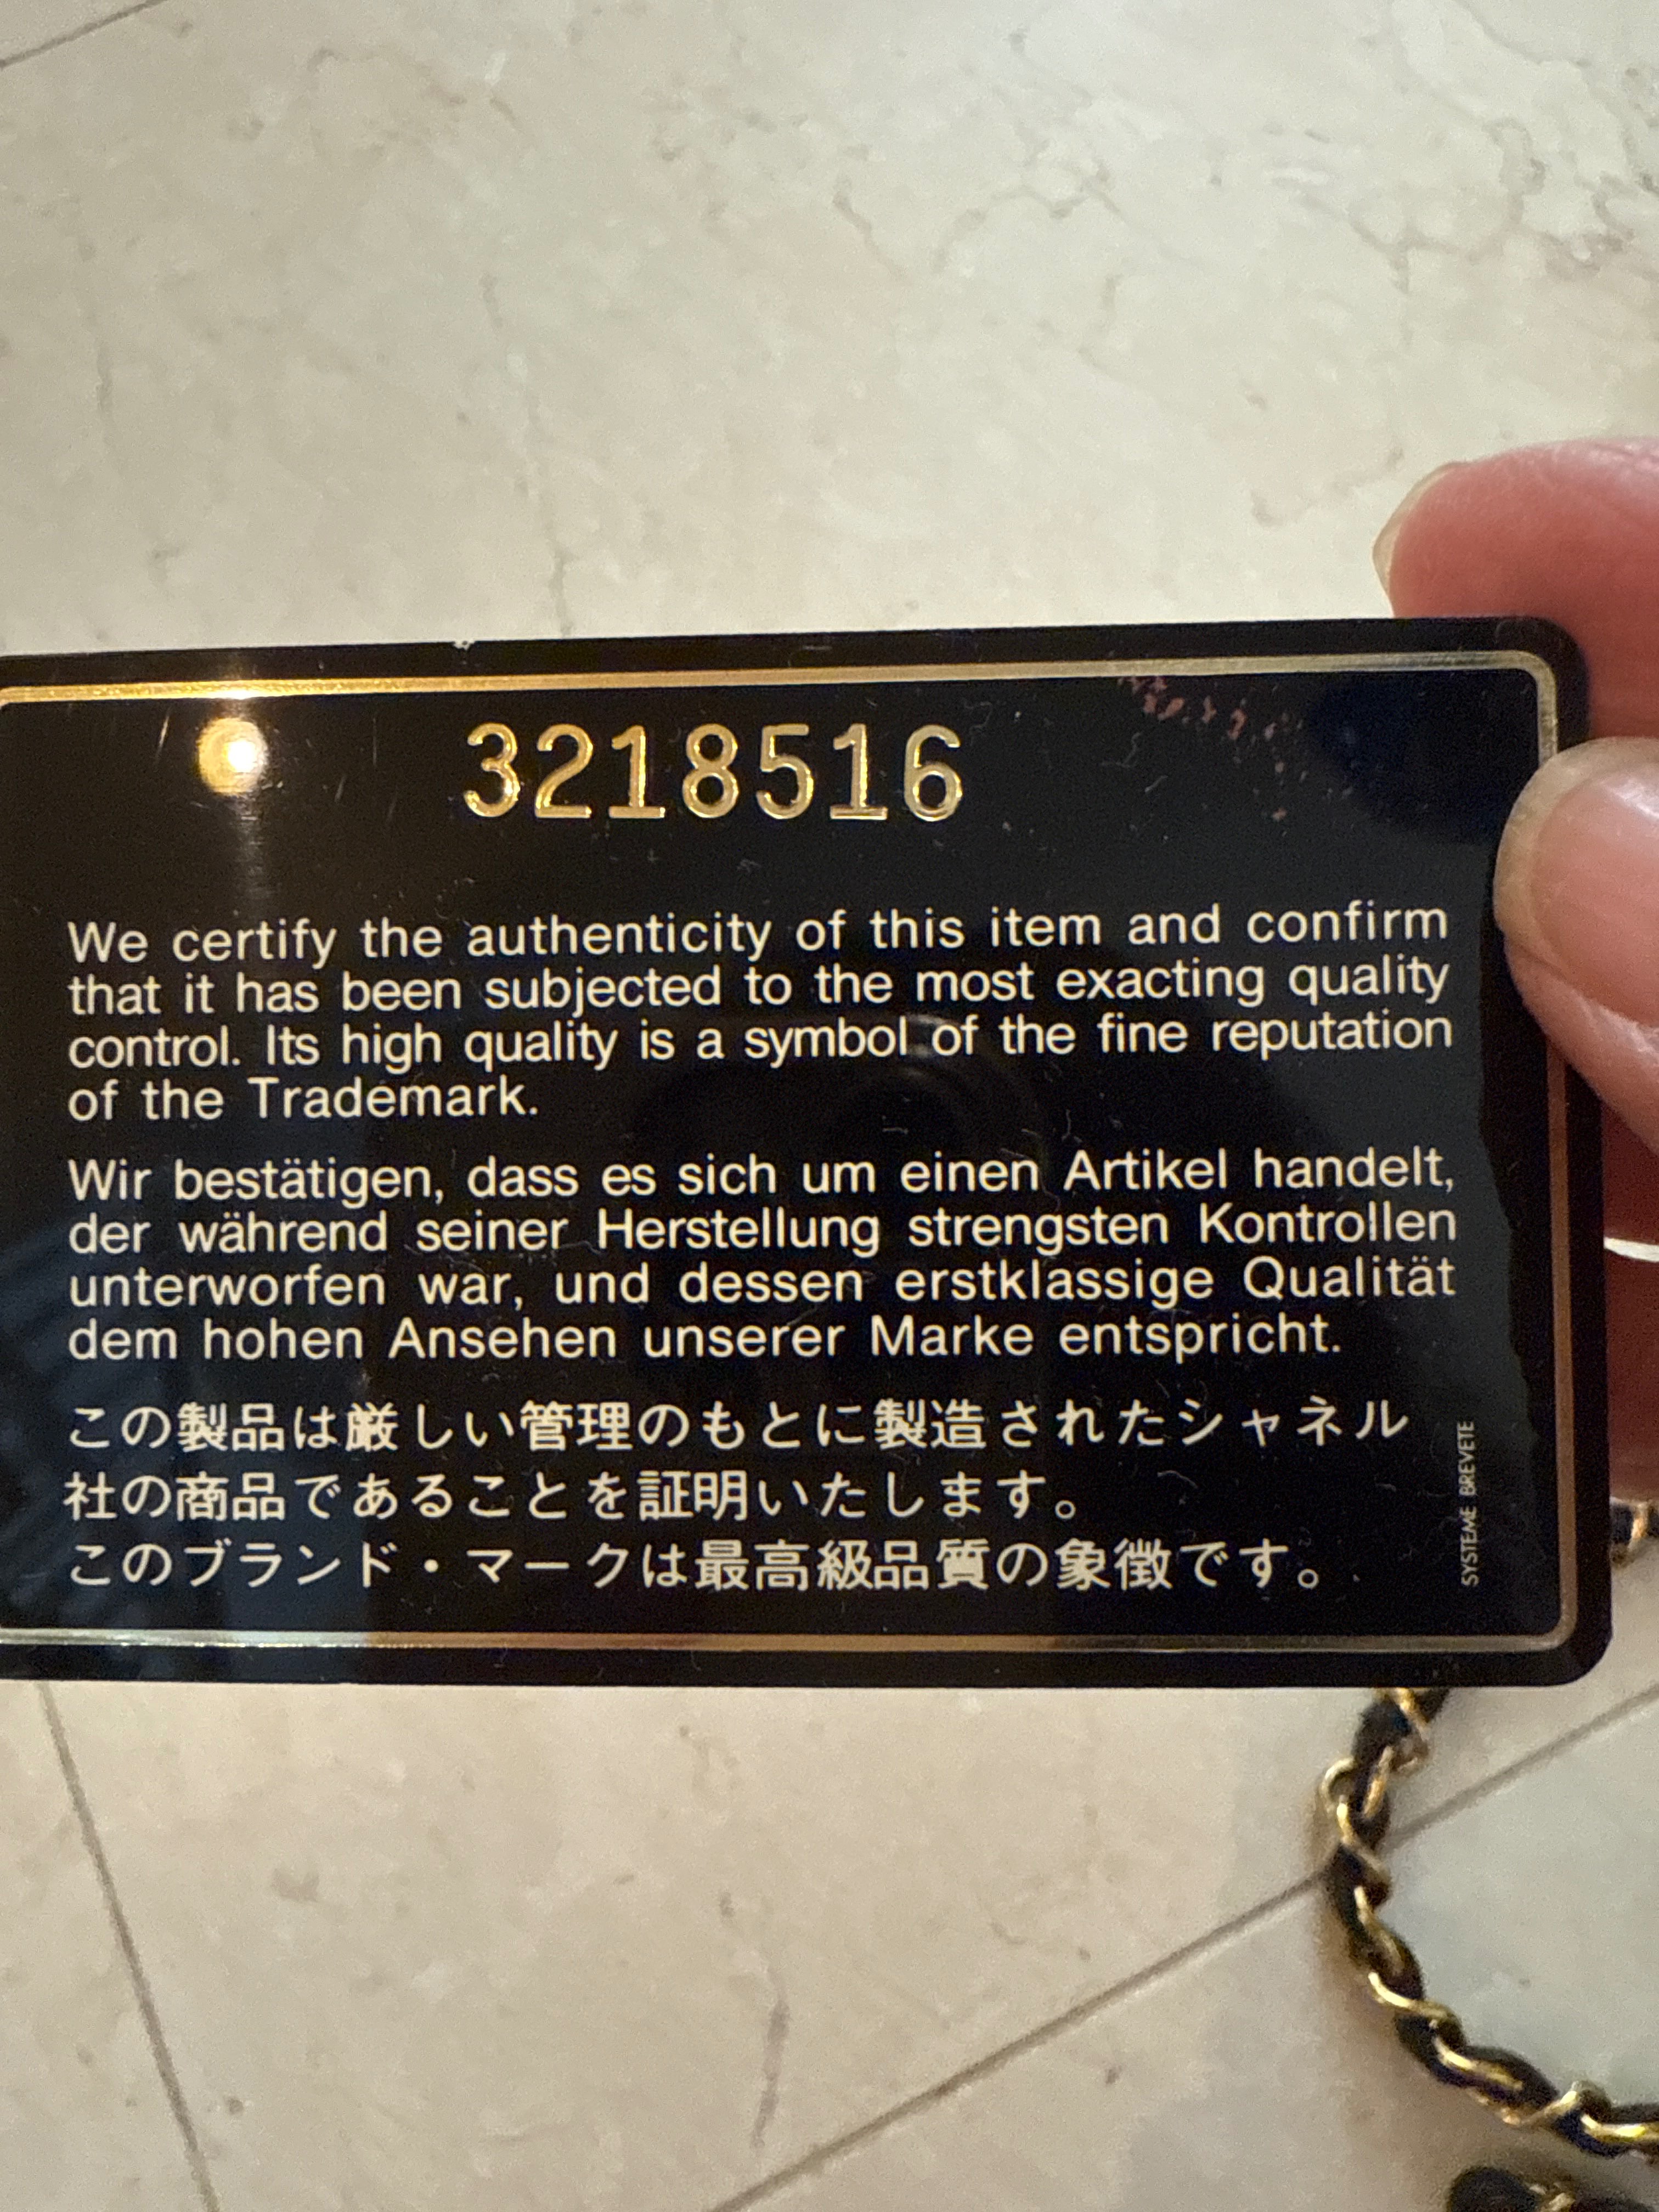 3218516
We certify the authenticity of this item and confirm
that it has been subjected to the most exacting quality
control. Its high quality is a symbol of the fine reputation
of the Trademark.
Wir bestätigen, dass es sich um einen Artikel handelt,
der während seiner Herstellung strengsten Kontrollen
unterworfen war, und dessen erstklassige Qualität
dem hohen Ansehen unserer Marke entspricht.
この製品は厳しい管理のもとに製造されたシャネル
社の商品であることを証明いたします。
このブランド・マークは最高級品質の象徴です。
SYSTEME BREVETE